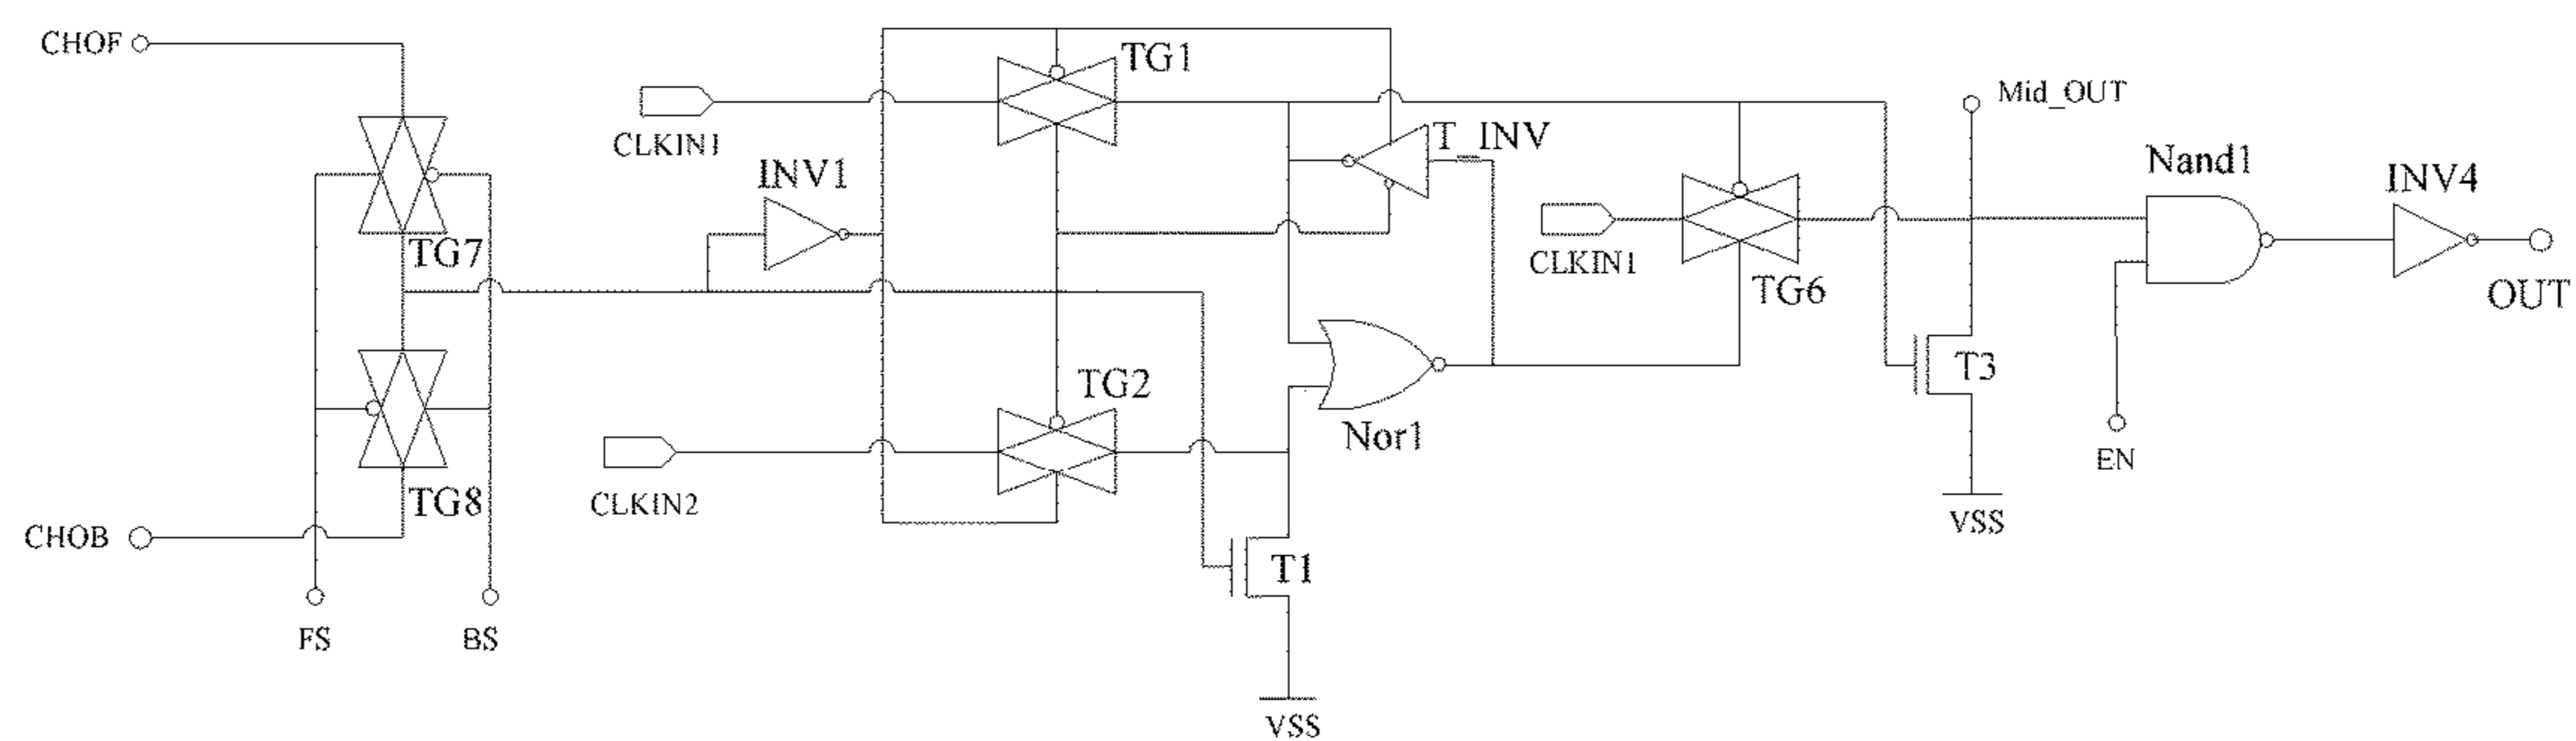 CHOF
TG1
Mid_OUT
CLKIN1
T_INV
INV1
Nand1
INV4
TG7
CLKIN1
TG6
OUT
TG2
T3
Nor1
EN
TG8
CLKIN2
VSS
CHOB
T1
FS
BS
VSS